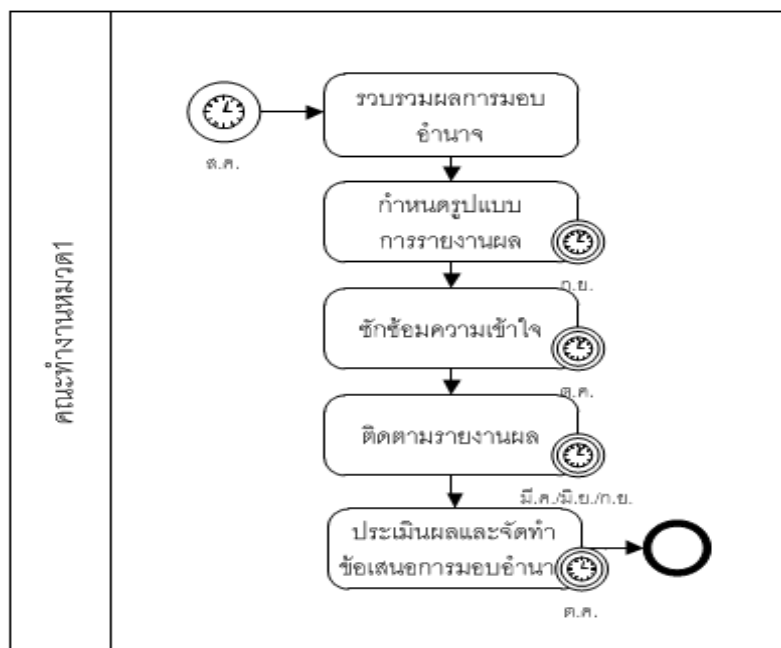 คณะทำงานหมวด1
ส.ค.
รวบรวมผลการมอบ
อำนาจ
กำหนดรูปแบบ
การรายงานผล
ก.ย.
ซักซ้อมความเข้าใจ
ต.ค.
ติดตามรายงานผล
มี.ค./มิ.ย./ก.ย.
ประเมินผลและจัดทำ
ข้อเสนอการมอบอำนา
ต.ค.